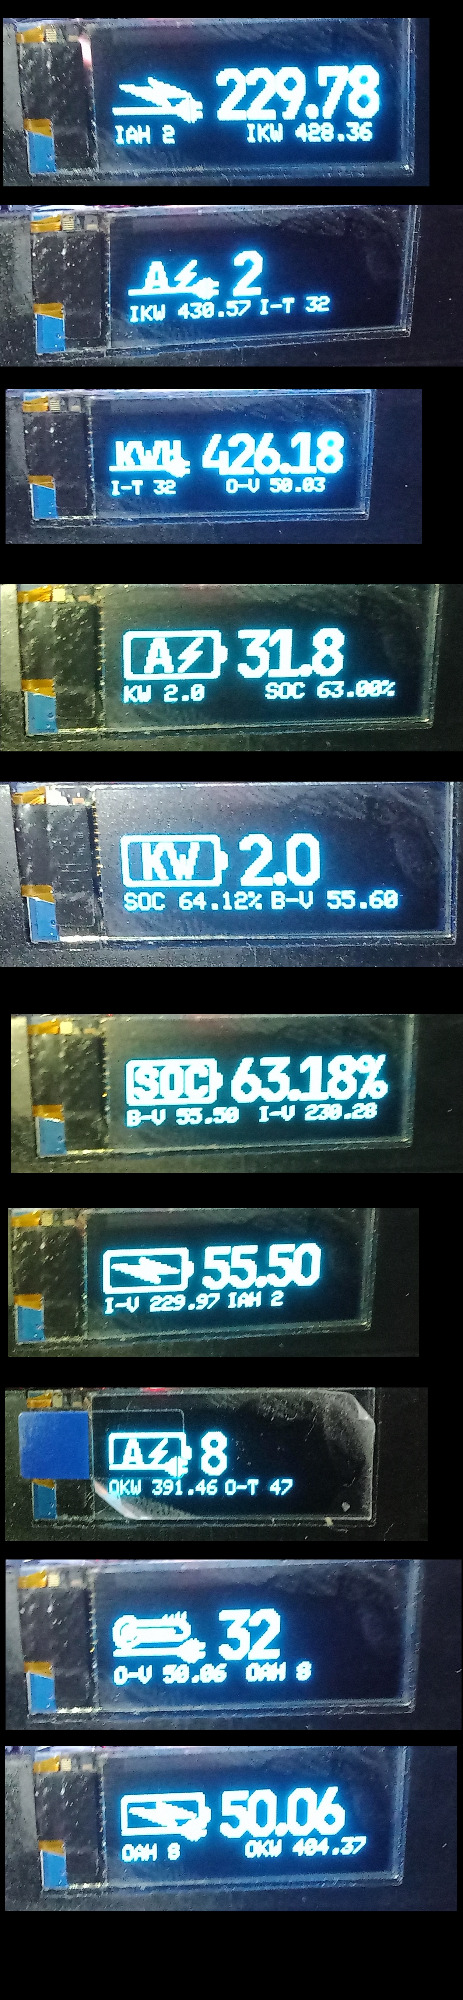 229.78
IAH 2 IKW 428.36
A 2
IKW 430.57 I-T 32
KWH 426.18
I-T 32 O-V 50.03
A 31.8
KW 2.0 SOC 63.00%
KW 2.0
SOC 64.12% B-V 55.60
SOC 63.18%
B-V 55.50 I-V 230.28
55.50
I-V 229.97 IAH 2
A 8
OKW 391.46 O-T 47
32
O-V 50.06 OAH 8
50.06
OAH 8 OKW 404.37